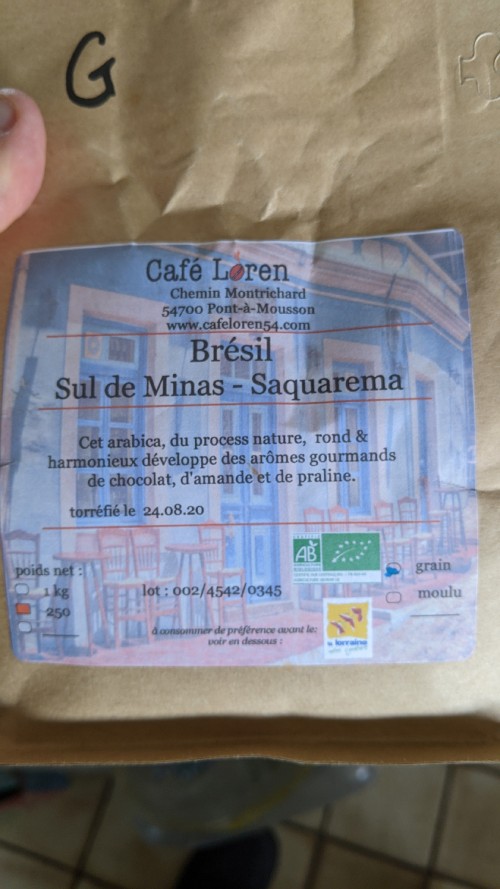 G
Café Loren
Chemin Montrichard
54700 Pont-à-Mousson
www.cafeloren54.com
Brésil
Sul de Minas - Saquarema
Cet arabica, du process nature, rond &
harmonieux développe des arômes gourmands
de chocolat, d'amande et de praline.
torréfié le 24.08.20
AB
poids net :
grain
1 kg
lot : 002/4542/0345
moulu
250
à consommer de préférence avant le:
voir en dessous :
la lorraine